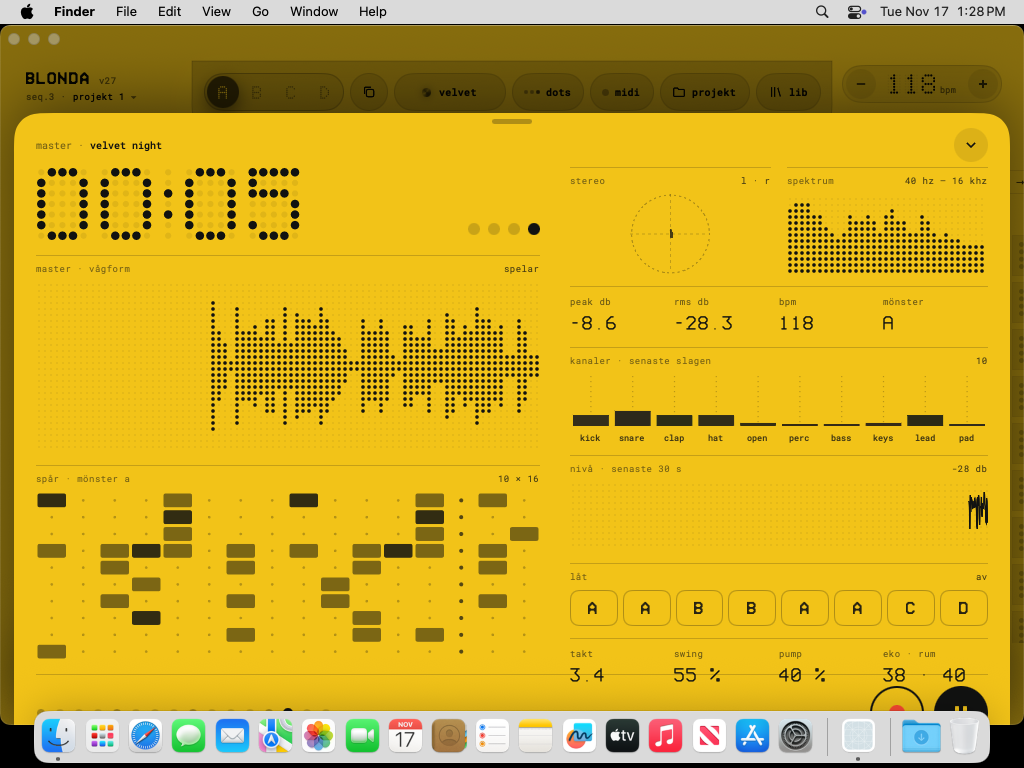 Finder File Edit View Go Window Help Tue Nov 17 1:28 PM
BLONDA v27
seq.3 · projekt 1
A B C D velvet dots midi projekt lib
− 118 bpm +
master · velvet night
00:05
stereo l · r
spektrum 40 hz – 16 khz
master · vågform spelar
peak db rms db bpm mönster
-8.6 -28.3 118 A
kanaler · senaste slagen 10
kick snare clap hat open perc bass keys lead pad
spår · mönster a 10 × 16
nivå · senaste 30 s -28 db
låt av
A A B B A A C D
takt swing pump eko · rum
3.4 55 % 40 % 38 · 40
NOV
17
tv